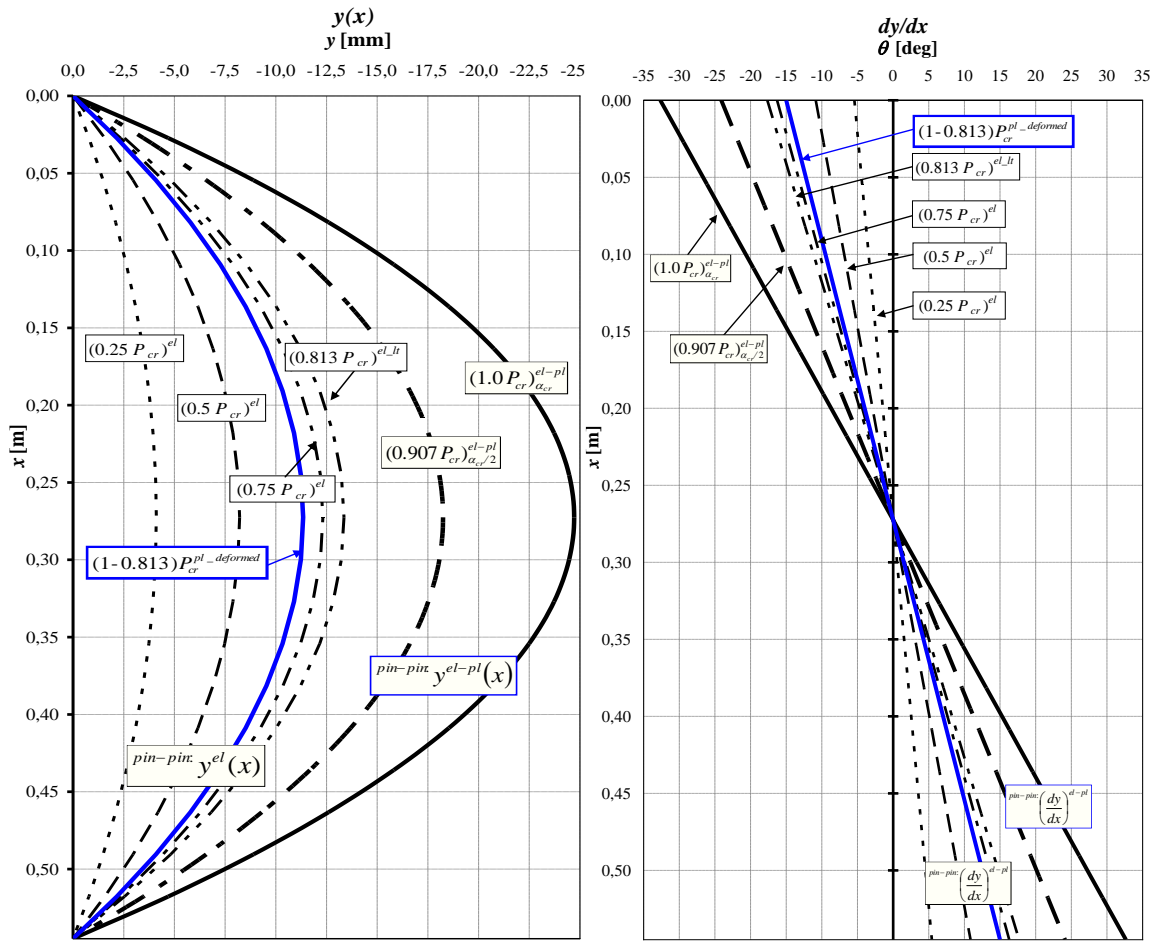 y(x)
y [mm]
0,0 -2,5 -5,0 -7,5 -10,0 -12,5 -15,0 -17,5 -20,0 -22,5 -25
0,00
0,05
0,10
0,15
0,20
0,25
0,30
0,35
0,40
0,45
0,50
x [m]
(0.25 P_cr)^el
(0.813 P_cr)^el_lt
(1.0 P_cr)_α_cr^el-pl
(0.5 P_cr)^el
(0.907 P_cr)_α_cr/2^el-pl
(0.75 P_cr)^el
(1-0.813)P_cr^pl_deformed
pin-pin: y^el-pl(x)
pin-pin: y^el(x)
dy/dx
θ [deg]
-35 -30 -25 -20 -15 -10 -5 0 5 10 15 20 25 30 35
0,00
0,05
0,10
0,15
0,20
0,25
0,30
0,35
0,40
0,45
0,50
x [m]
(1-0.813)P_cr^pl_deformed
(0.813 P_cr)^el_lt
(0.75 P_cr)^el
(0.5 P_cr)^el
(1.0 P_cr)_α_cr^el-pl
(0.25 P_cr)^el
(0.907 P_cr)_α_cr/2^el-pl
pin-pin: (dy/dx)^el-pl
pin-pin: (dy/dx)^el-pl